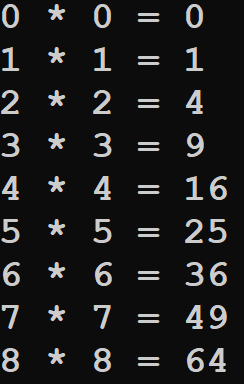 0 * 0 = 0
1 * 1 = 1
2 * 2 = 4
3 * 3 = 9
4 * 4 = 16
5 * 5 = 25
6 * 6 = 36
7 * 7 = 49
8 * 8 = 64